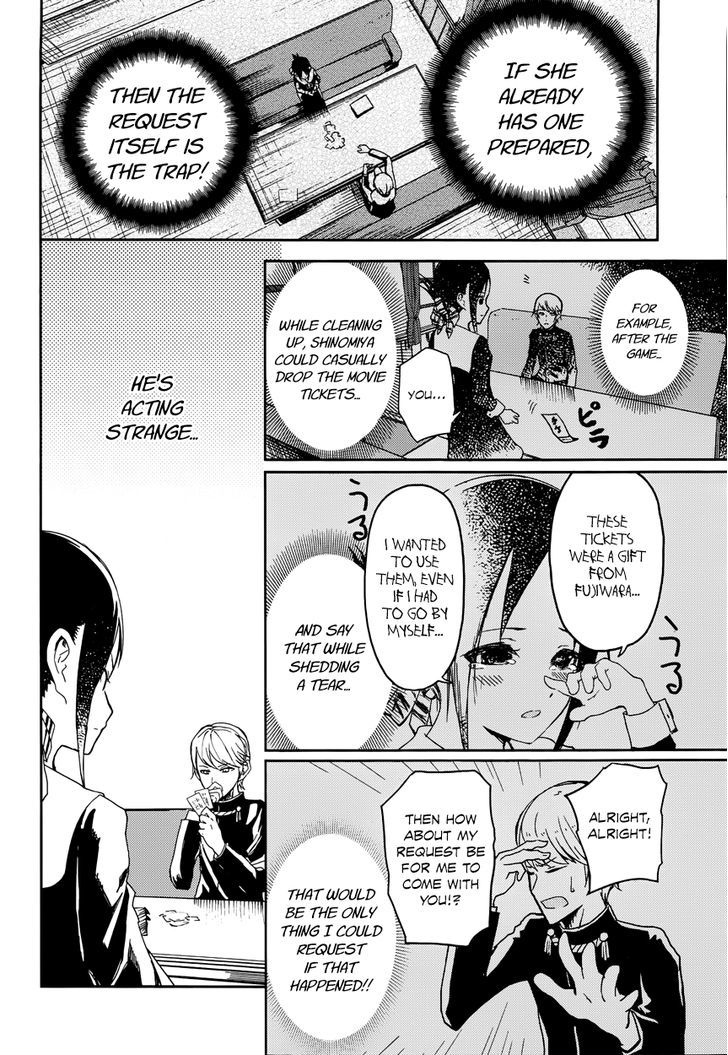 IF SHE
ALREADY
HAS ONE
PREPARED,
THEN THE
REQUEST
ITSELF IS
THE TRAP!
FOR
EXAMPLE,
AFTER THE
GAME...
YOU...
WHILE CLEANING
UP, SHINOMIYA
COULD CASUALLY
DROP THE MOVIE
TICKETS...
ピラ
THESE
TICKETS
WERE A GIFT
FROM
FUJIWARA...
I WANTED
TO USE
THEM, EVEN
IF I HAD
TO GO BY
MYSELF...
うる
うる
AND SAY
THAT WHILE
SHEDDING
A TEAR...
ALRIGHT,
ALRIGHT!
THEN HOW
ABOUT MY
REQUEST BE
FOR ME TO
COME WITH
YOU!?
THAT WOULD
BE THE ONLY
THING I COULD
REQUEST
IF THAT
HAPPENED!!
HE'S
ACTING
STRANGE...